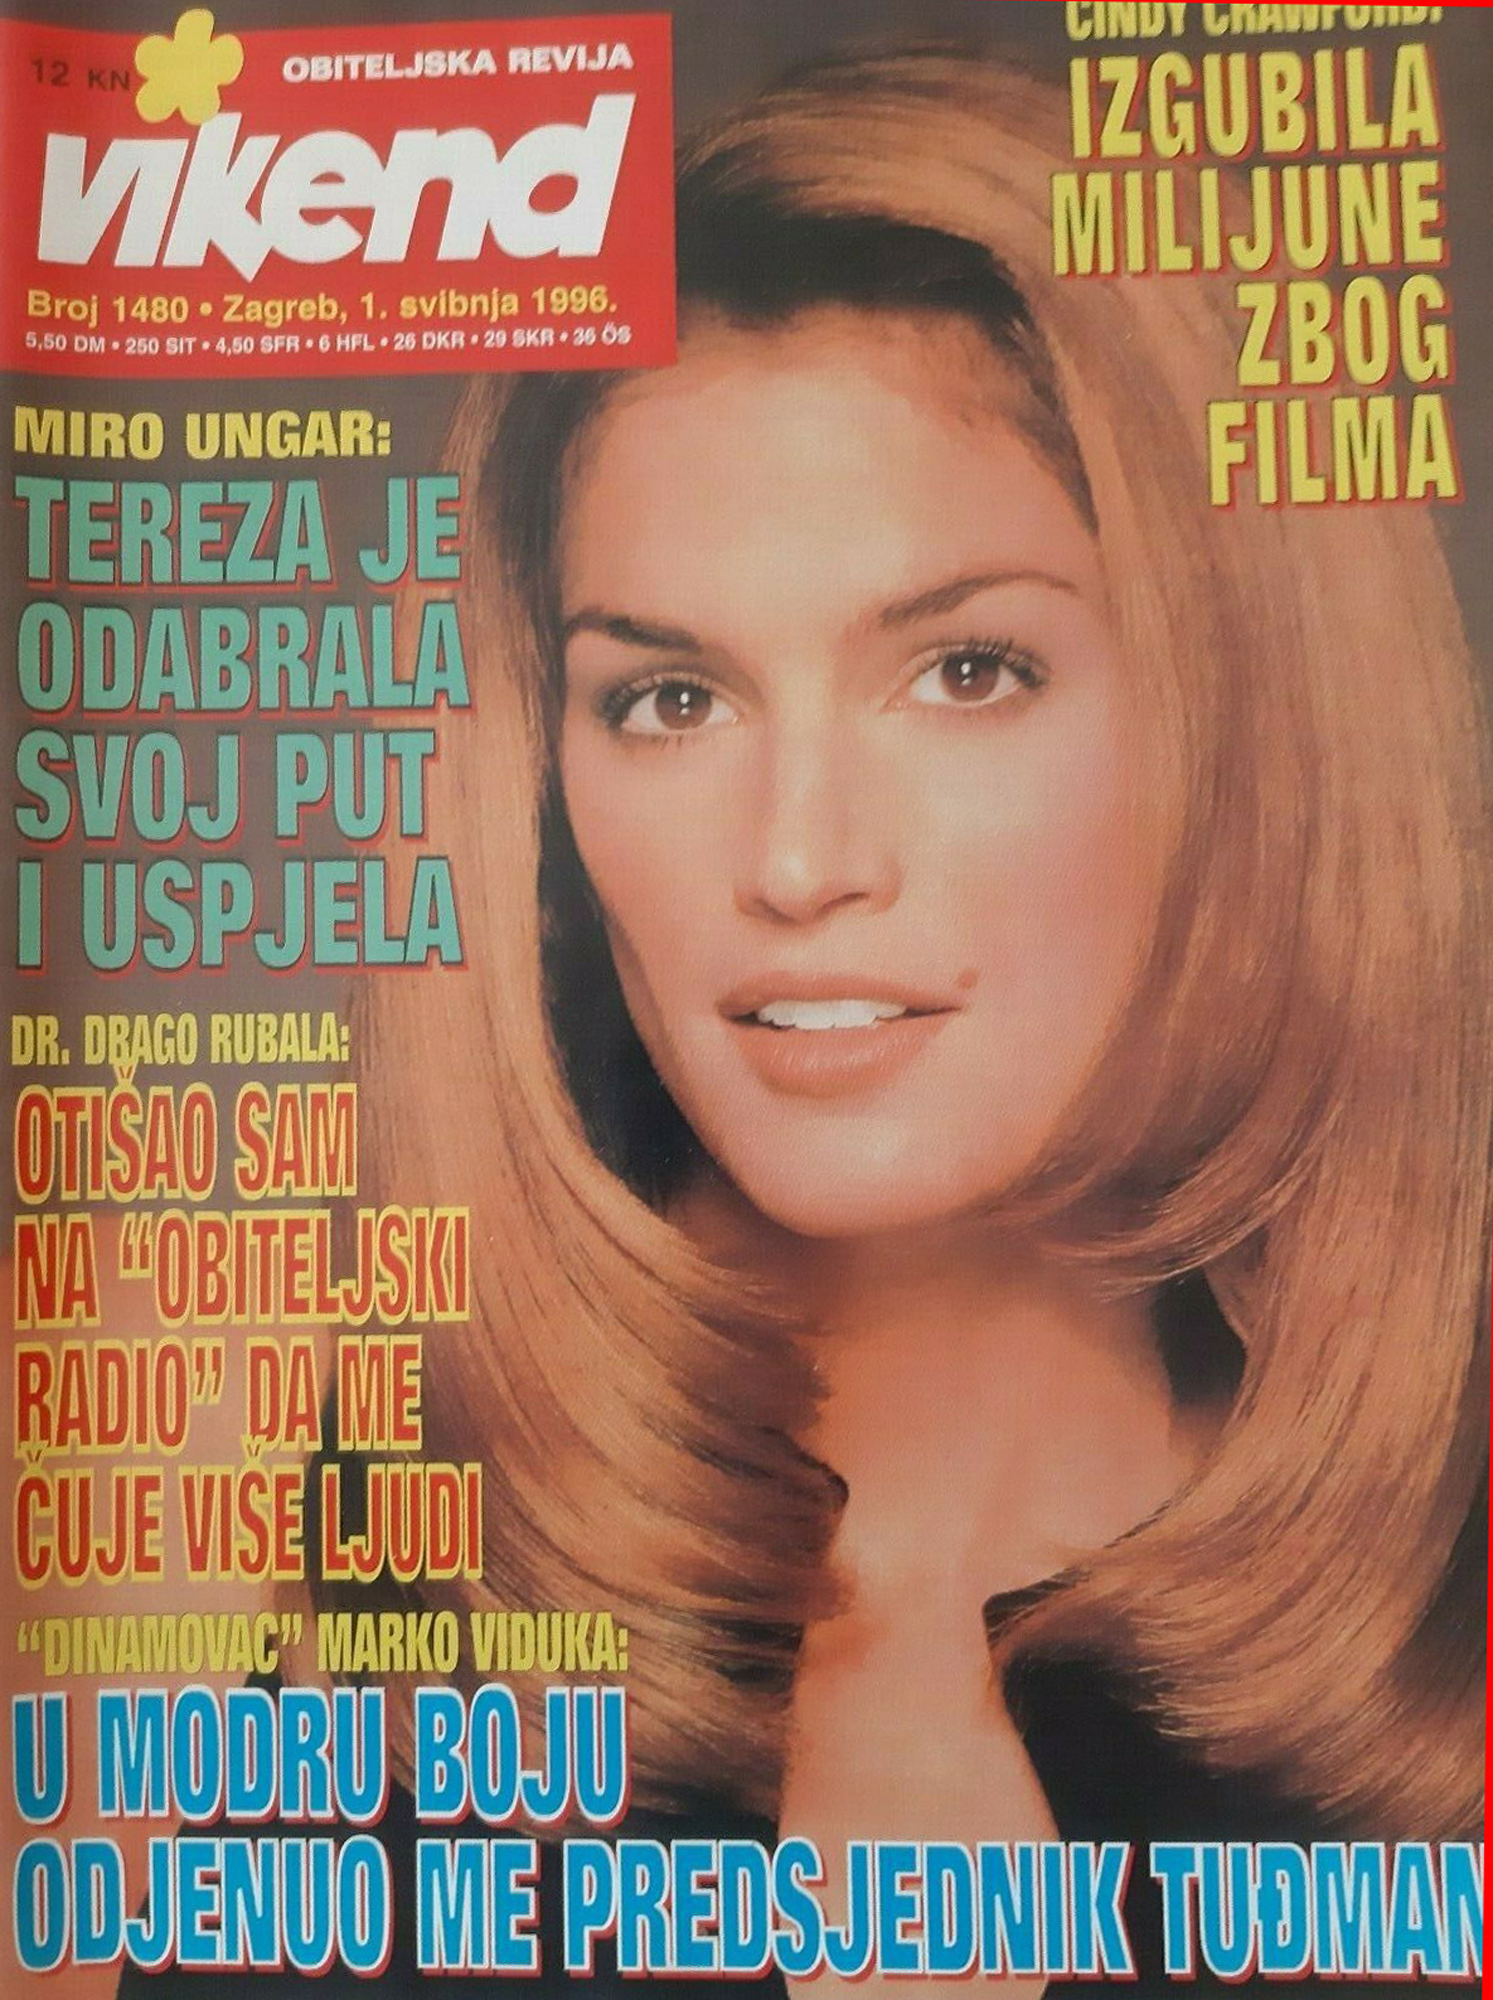 12 KN
OBITELJSKA REVIJA
vikend
Broj 1480 • Zagreb, 1. svibnja 1996.
5,50 DM • 250 SIT • 4,50 SFR • 6 HFL • 26 DKR • 29 SKR • 36 ÖS
CINDY CRAWFORD:
IZGUBILA
MILIJUNE
ZBOG
FILMA
MIRO UNGAR:
TEREZA JE
ODABRALA
SVOJ PUT
I USPJELA
DR. DRAGO RUBALA:
OTIŠAO SAM
NA “OBITELJSKI
RADIO” DA ME
ČUJE VIŠE LJUDI
“DINAMOVAC” MARKO VIDUKA:
U MODRU BOJU
ODJENUO ME PREDSJEDNIK TUĐMAN